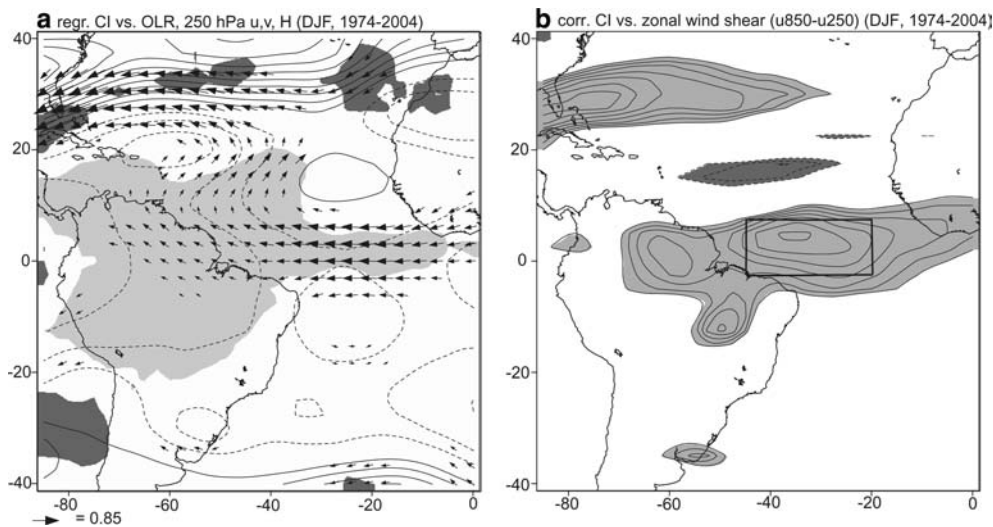 a regr. CI vs. OLR, 250 hPa u,v, H (DJF, 1974-2004)
40
20
0
-20
-40
-80 -60 -40 -20 0
= 0.85
b corr. CI vs. zonal wind shear (u850-u250) (DJF, 1974-2004)
40
20
0
-20
-40
-80 -60 -40 -20 0